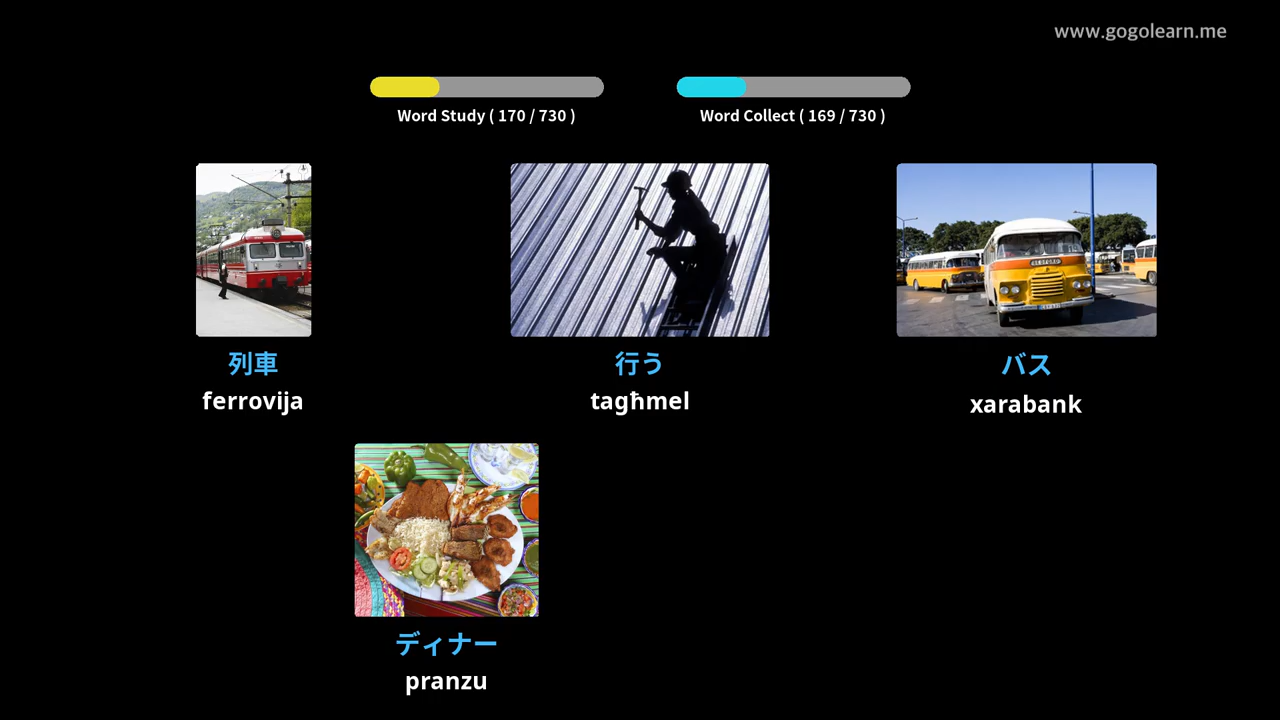 www.gogolearn.me
Word Study ( 170 / 730 )
Word Collect ( 169 / 730 )
列車
ferrovija
行う
tagħmel
BEDFORD
バス
xarabank
ディナー
pranzu